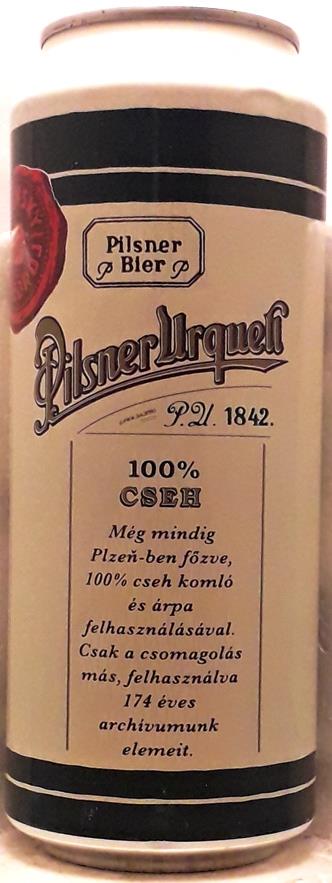 Pilsner
P Bier P
Pilsner Urquell
P.U. 1842.
100%
CSEH
Még mindig
Plzeň-ben főzve,
100% cseh komló
és árpa
felhasználásával.
Csak a csomagolás
más, felhasználva
174 éves
archívumunk
elemeit.